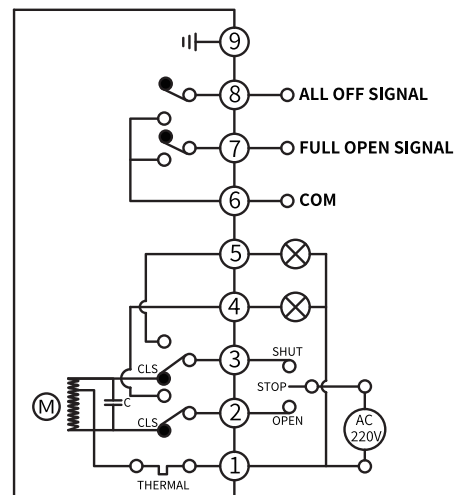 9
8 ALL OFF SIGNAL
7 FULL OPEN SIGNAL
6 COM
5
4
3 SHUT
CLS
STOP
M C
CLS 2 OPEN
AC
220V
1
THERMAL